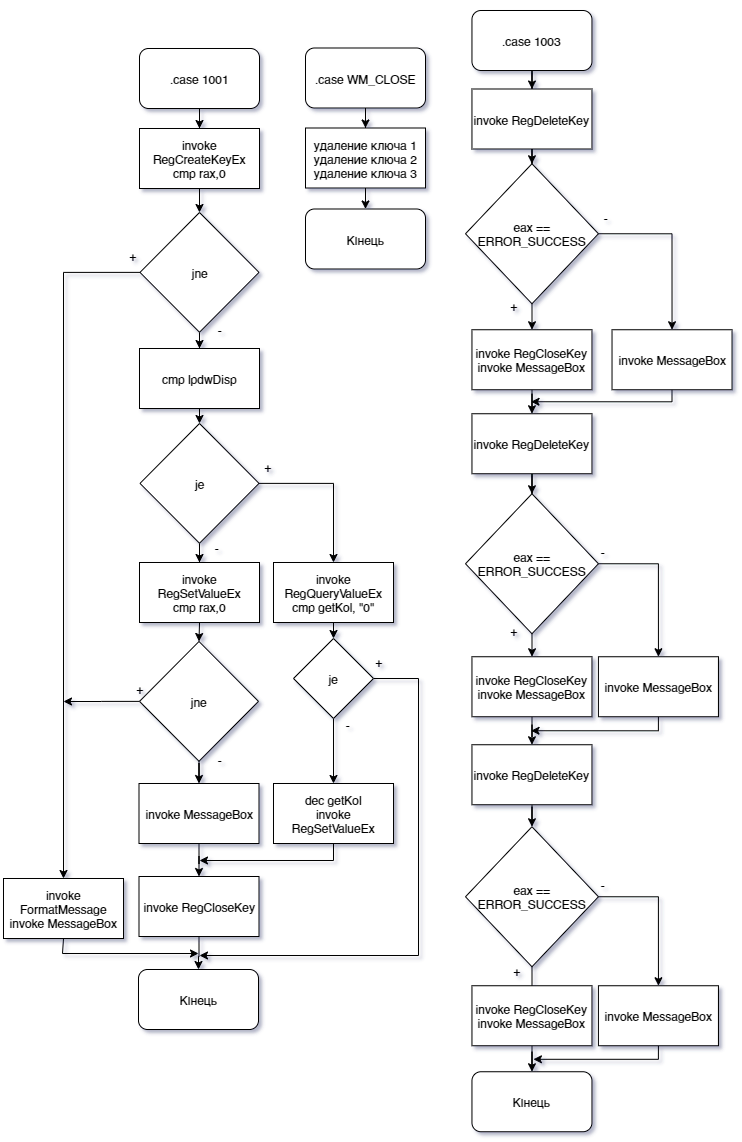 .case 1001
invoke
RegCreateKeyEx
cmp rax,0
jne
+
-
cmp lpdwDisp
je
+
-
invoke
RegSetValueEx
cmp rax,0
invoke
RegQueryValueEx
cmp getKol, "0"
jne
+
-
je
+
-
invoke MessageBox
dec getKol
invoke
RegSetValueEx
invoke
FormatMessage
invoke MessageBox
invoke RegCloseKey
Кінець
.case WM_CLOSE
удаление ключа 1
удаление ключа 2
удаление ключа 3
Кінець
.case 1003
invoke RegDeleteKey
eax ==
ERROR_SUCCESS
-
+
invoke RegCloseKey
invoke MessageBox
invoke MessageBox
invoke RegDeleteKey
eax ==
ERROR_SUCCESS
-
+
invoke RegCloseKey
invoke MessageBox
invoke MessageBox
invoke RegDeleteKey
eax ==
ERROR_SUCCESS
-
+
invoke RegCloseKey
invoke MessageBox
invoke MessageBox
Кінець